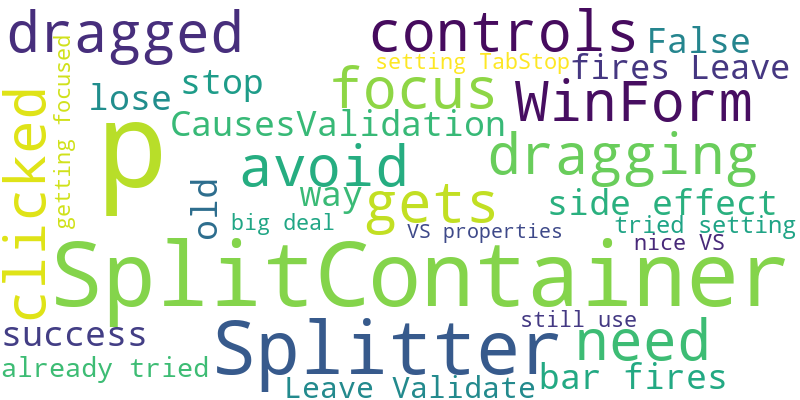 dragged
controls
False
setting TabStop
fires Leave
getting focused
stop
focus
lose
WinForm
clicked
p
CausesValidation
avoid
dragging
old
way
gets
side effect
big deal
VS properties
tried setting
nice VS
SplitContainer
success
Splitter
still use
need
already tried
Leave Validate
bar fires